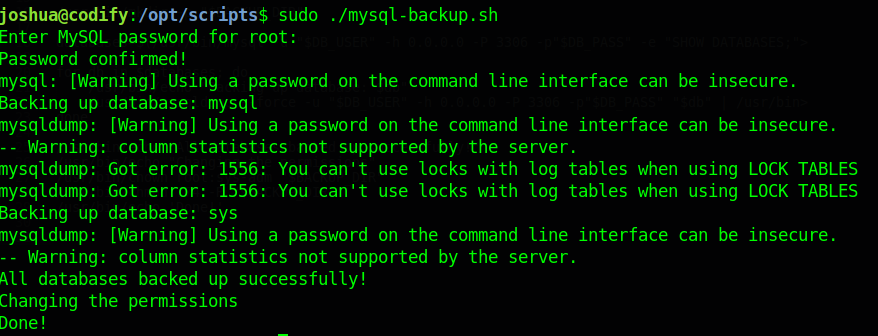 joshua@codify:/opt/scripts$ sudo ./mysql-backup.sh
Enter MySQL password for root:
Password confirmed!
mysql: [Warning] Using a password on the command line interface can be insecure.
Backing up database: mysql
mysqldump: [Warning] Using a password on the command line interface can be insecure.
-- Warning: column statistics not supported by the server.
mysqldump: Got error: 1556: You can't use locks with log tables when using LOCK TABLES
mysqldump: Got error: 1556: You can't use locks with log tables when using LOCK TABLES
Backing up database: sys
mysqldump: [Warning] Using a password on the command line interface can be insecure.
-- Warning: column statistics not supported by the server.
All databases backed up successfully!
Changing the permissions
Done!